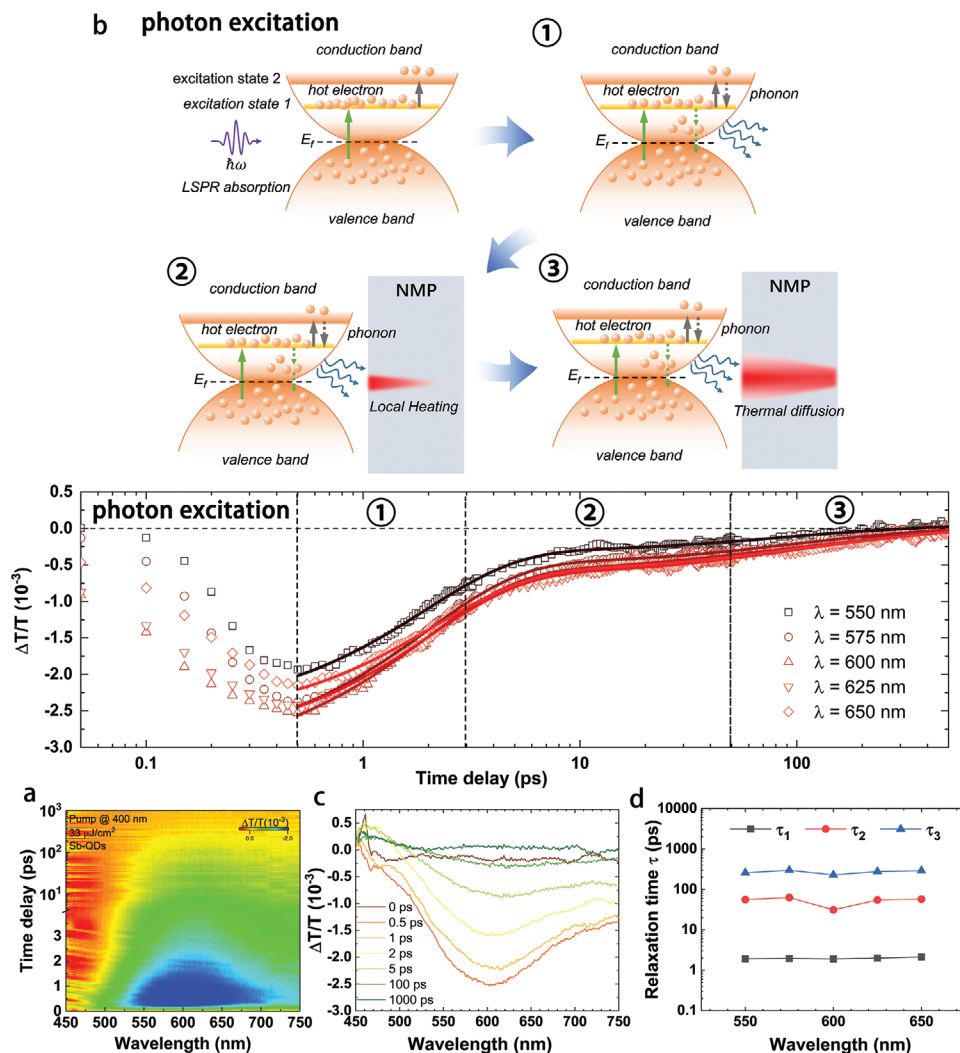 b photon excitation
①
conduction band
excitation state 2
hot electron
excitation state 1
Ef
ħω
LSPR absorption
valence band
conduction band
hot electron
phonon
Ef
valence band
②
conduction band
NMP
hot electron
phonon
Ef
Local Heating
valence band
③
conduction band
NMP
hot electron
phonon
Ef
Thermal diffusion
valence band
photon excitation
①
②
③
0.5
0.0
-0.5
-1.0
-1.5
-2.0
-2.5
-3.0
ΔT/T (10⁻³)
λ = 550 nm
λ = 575 nm
λ = 600 nm
λ = 625 nm
λ = 650 nm
0.1 1 10 100
Time delay (ps)
a
Pump @ 400 nm
33 μJ/cm²
Sb-QDs
ΔT/T(10⁻³)
0.0 -2.0
10³
10²
10¹
3
2
1
0
Time delay (ps)
450 500 550 600 650 700 750
Wavelength (nm)
c
0.5
0.0
-0.5
-1.0
-1.5
-2.0
-2.5
-3.0
ΔT/T (10⁻³)
0 ps
0.5 ps
1 ps
2 ps
5 ps
100 ps
1000 ps
450 500 550 600 650 700 750
Wavelength (nm)
d
10000
1000
100
10
1
0.1
Relaxation time τ (ps)
τ₁ τ₂ τ₃
550 600 650
Wavelength (nm)